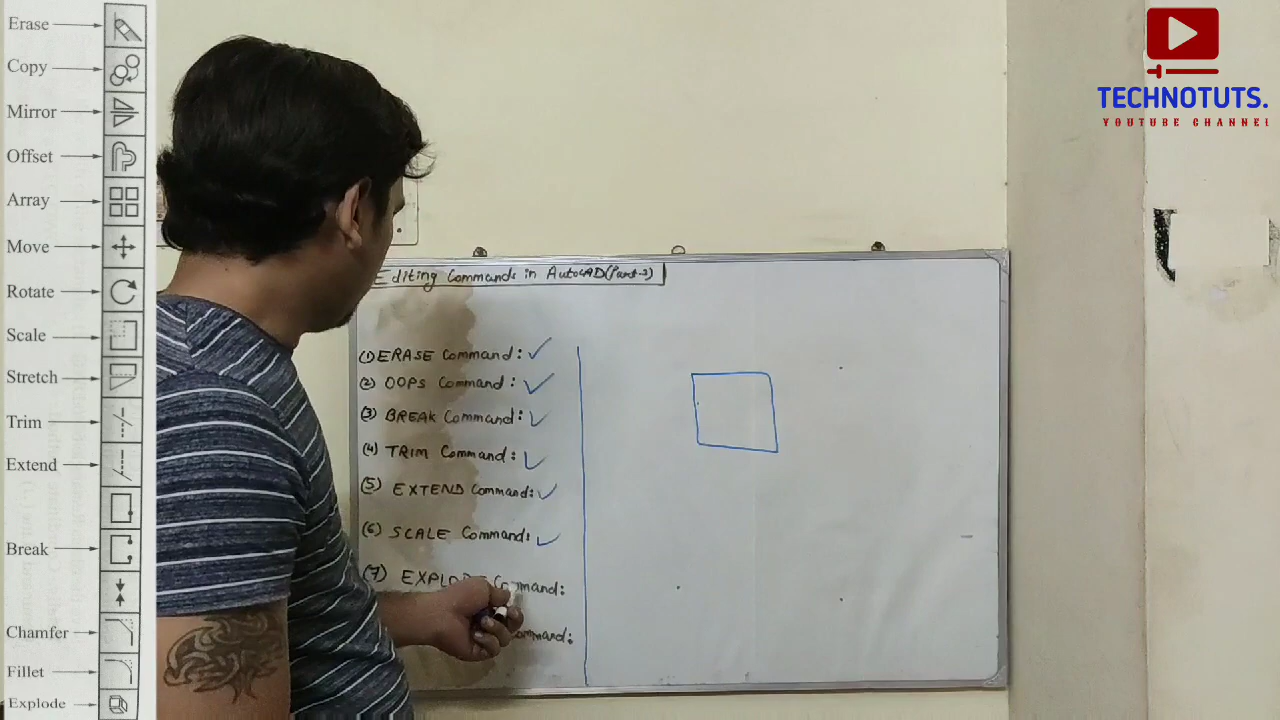 Erase
Copy
Mirror
Offset
Array
Move
Rotate
Scale
Stretch
Trim
Extend
Break
Chamfer
Fillet
Explode
TECHNOTUTS.
YOUTUBE CHANNEL
Editing Commands in AutoCAD (Part-2)
(1) ERASE Command:
(2) OOPS Command:
(3) BREAK Command:
(4) TRIM Command:
(5) EXTEND Command:
(6) SCALE Command:
(7) EXPLODE Command:
Command: